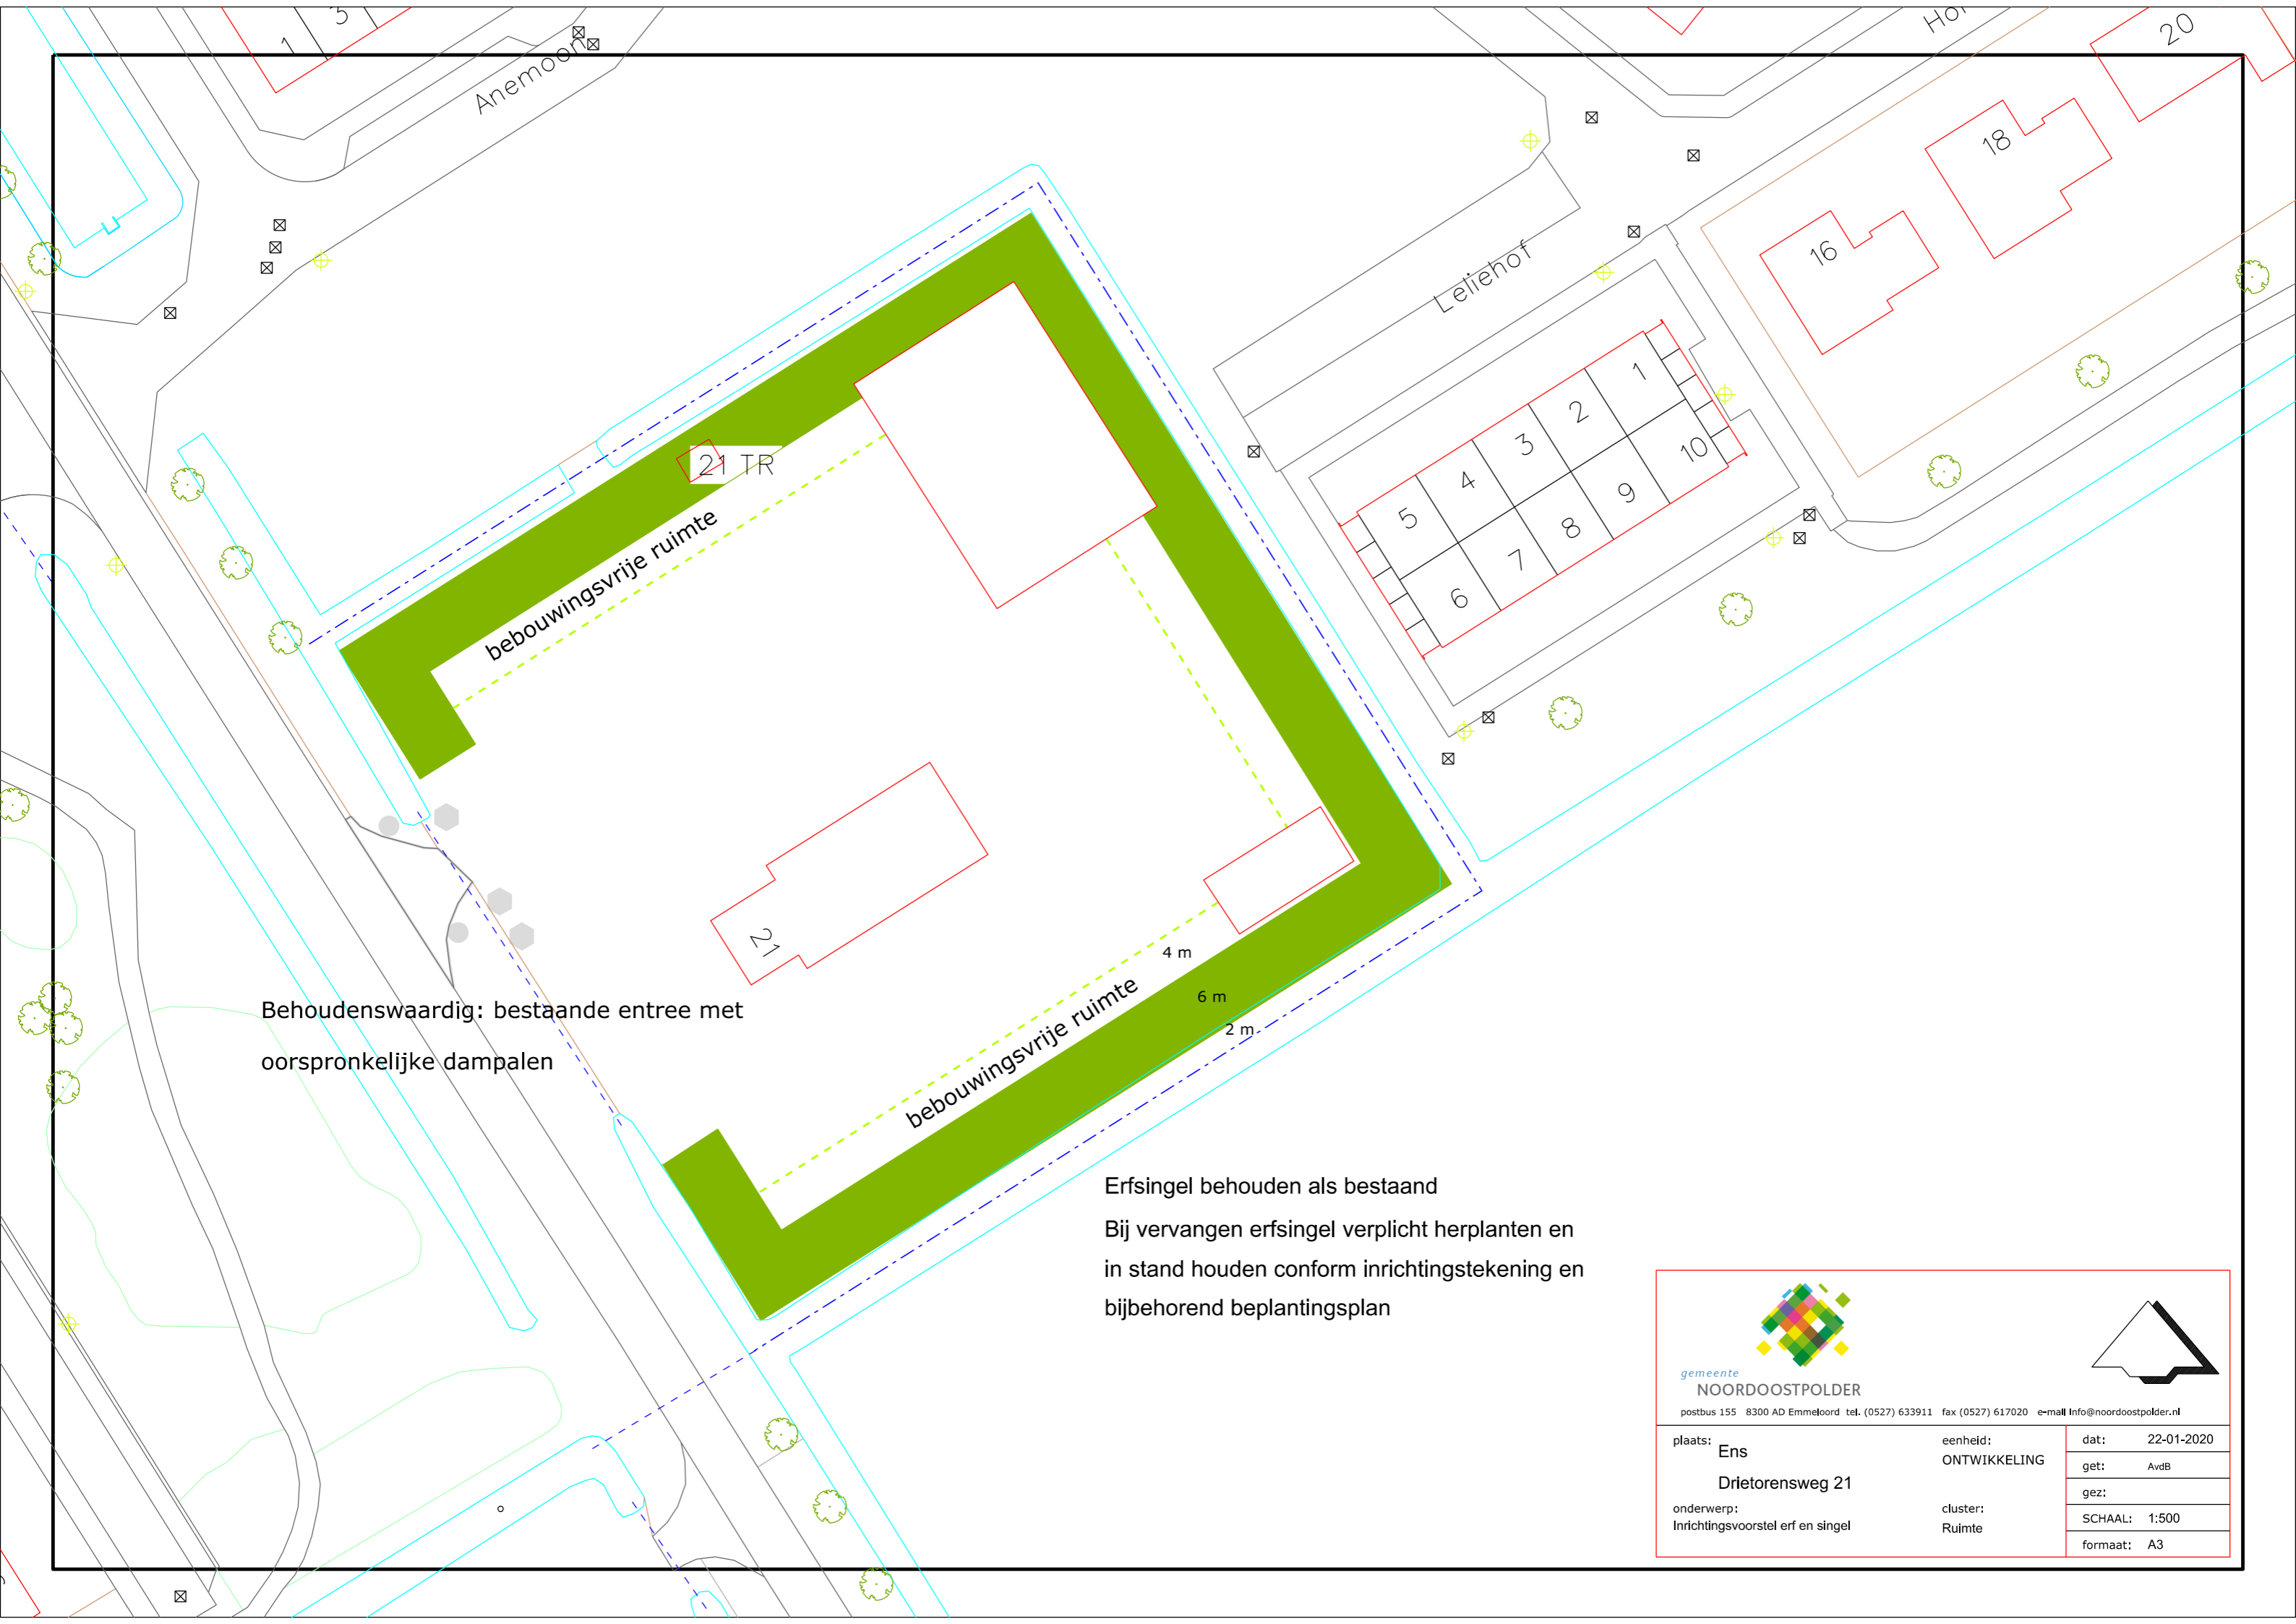 1
3
Anemoon
Leliehof
20
18
16
21 TR
bebouwingsvrije ruimte
1
2
3
4
5
10
9
8
7
6
21
4 m
6 m
2 m
bebouwingsvrije ruimte
Behoudenswaardig: bestaande entree met
oorspronkelijke dampalen
Erfsingel behouden als bestaand
Bij vervangen erfsingel verplicht herplanten en
in stand houden conform inrichtingstekening en
bijbehorend beplantingsplan
gemeente
NOORDOOSTPOLDER
postbus 155 8300 AD Emmeloord tel. (0527) 633911 fax (0527) 617020 e-mail Info@noordoostpolder.nl
plaats:
Ens
Drietorensweg 21
onderwerp:
Inrichtingsvoorstel erf en singel
eenheid:
ONTWIKKELING
cluster:
Ruimte
dat: 22-01-2020
get: AvdB
gez:
SCHAAL: 1:500
formaat: A3